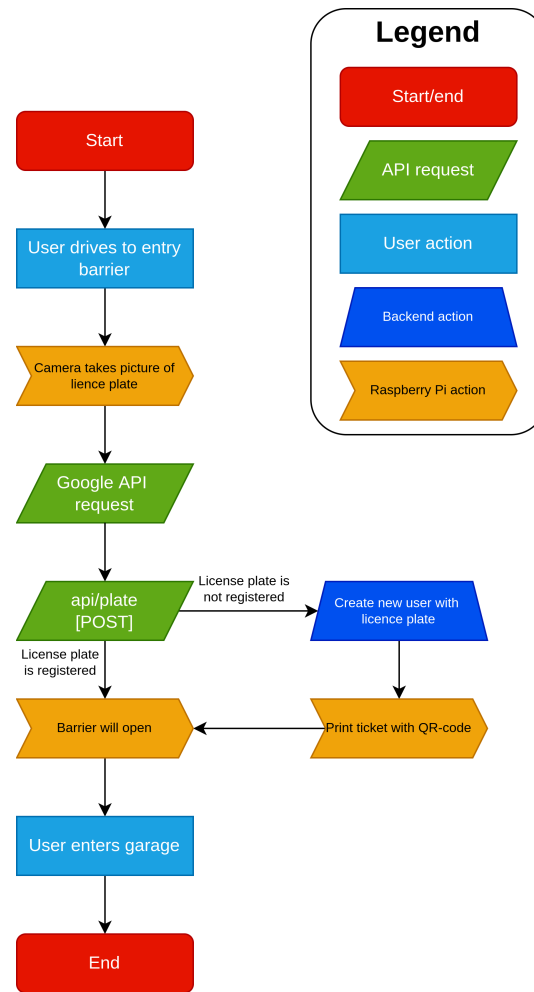 Legend
Start/end
API request
User action
Backend action
Raspberry Pi action
Start
User drives to entry
barrier
Camera takes picture of
lience plate
Google API
request
api/plate
[POST]
License plate is
not registered
Create new user with
licence plate
License plate
is registered
Barrier will open
Print ticket with QR-code
User enters garage
End